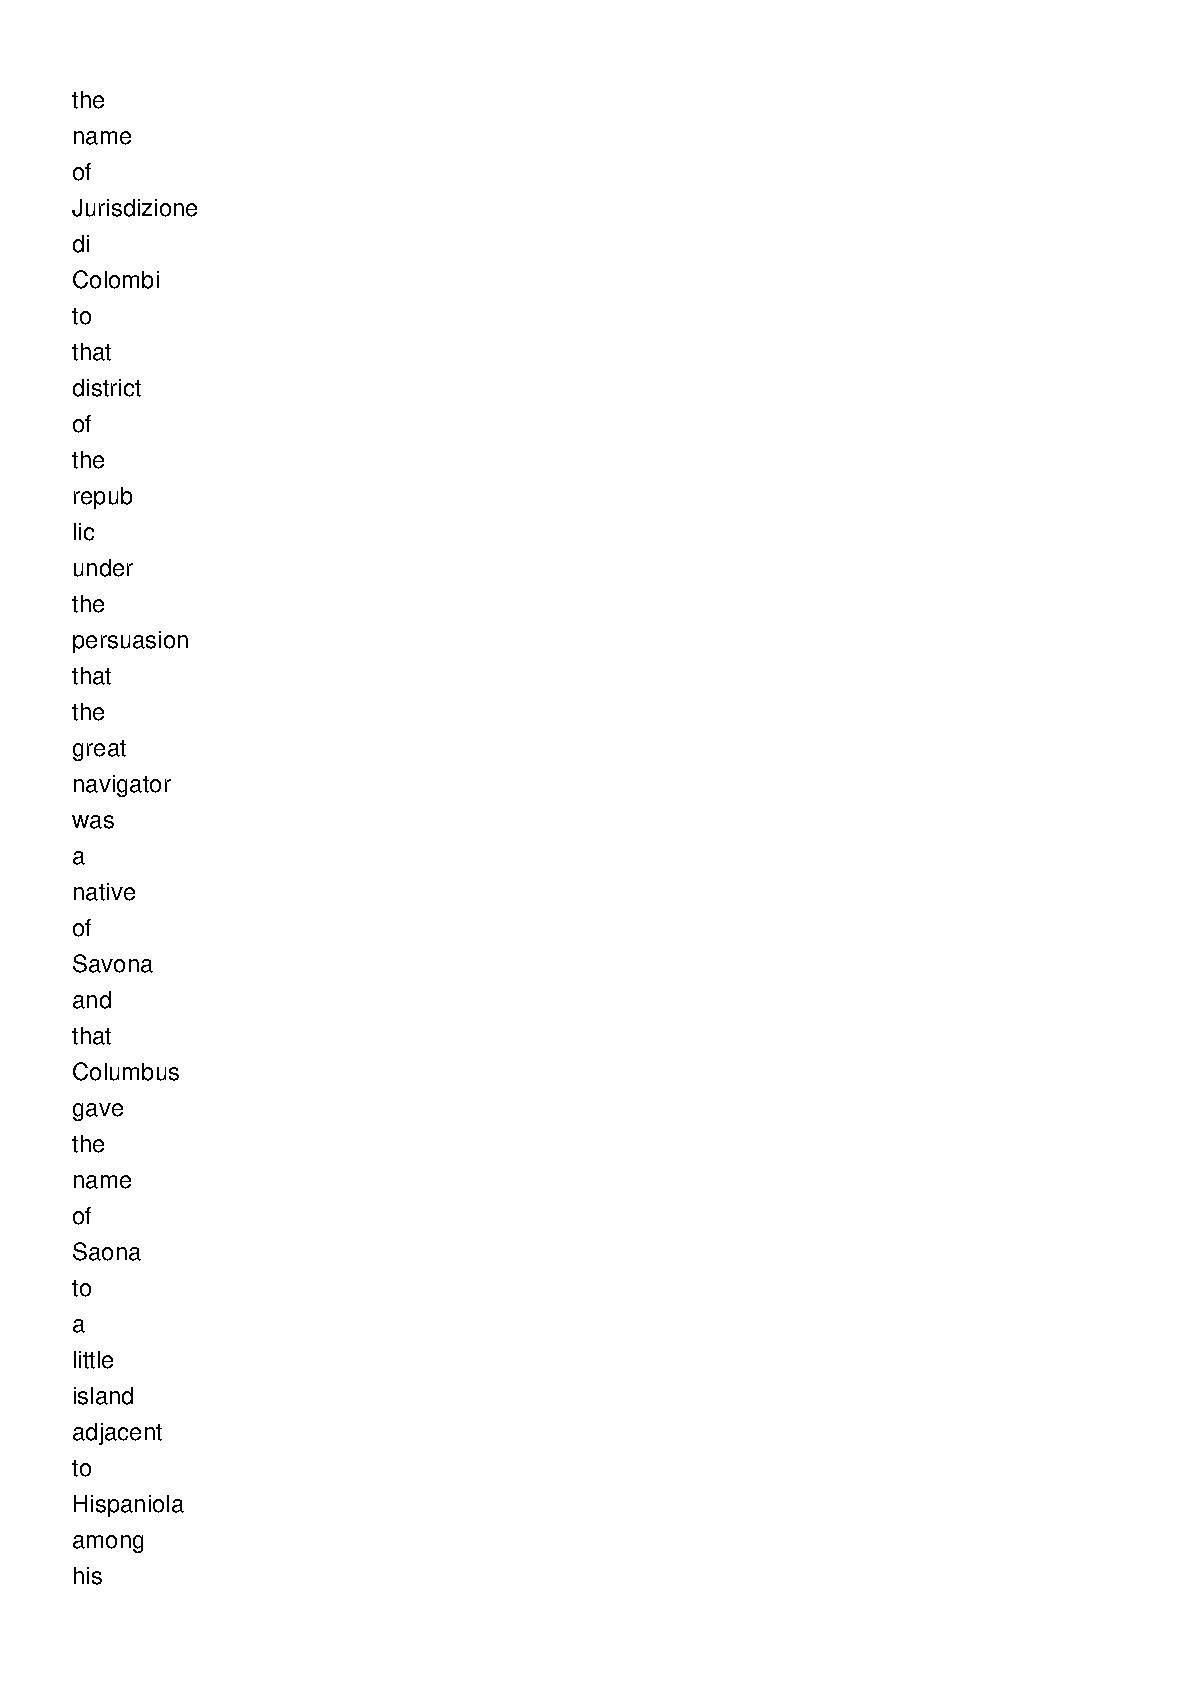 the
name
of
Jurisdizione
di
Colombi
to
that
district
of
the
repub
lic
under
the
persuasion
that
the
great
navigator
was
a
native
of
Savona
and
that
Columbus
gave
the
name
of
Saona
to
a
little
island
adjacent
to
Hispaniola
among
his